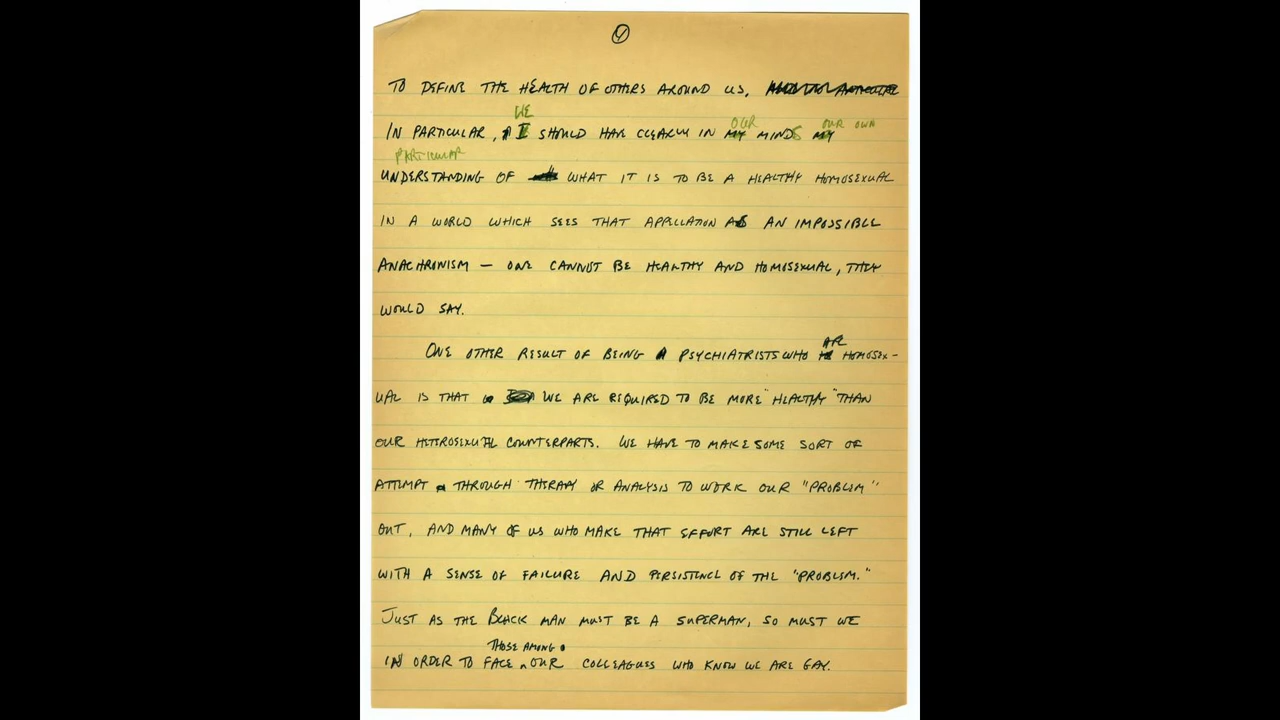 4
TO DEFINE THE HEALTH OF OTHERS AROUND US.
IN PARTICULAR, WE SHOULD HAVE CLEARLY IN OUR MINDS OUR OWN
PARTICULAR
UNDERSTANDING OF WHAT IT IS TO BE A HEALTHY HOMOSEXUAL
IN A WORLD WHICH SEES THAT APPELLATION AS AN IMPOSSIBLE
ANACHRONISM — ONE CANNOT BE HEALTHY AND HOMOSEXUAL, THEY
WOULD SAY.
ONE OTHER RESULT OF BEING PSYCHIATRISTS WHO ARE HOMOSEX-
UAL IS THAT WE ARE REQUIRED TO BE MORE "HEALTHY" THAN
OUR HETEROSEXUAL COUNTERPARTS. WE HAVE TO MAKE SOME SORT OF
ATTEMPT THROUGH THERAPY OR ANALYSIS TO WORK OUR "PROBLEM"
OUT, AND MANY OF US WHO MAKE THAT EFFORT ARE STILL LEFT
WITH A SENSE OF FAILURE AND PERSISTENCE OF THE "PROBLEM."
JUST AS THE BLACK MAN MUST BE A SUPERMAN, SO MUST WE
THOSE AMONG
IN ORDER TO FACE OUR COLLEAGUES WHO KNOW WE ARE GAY.